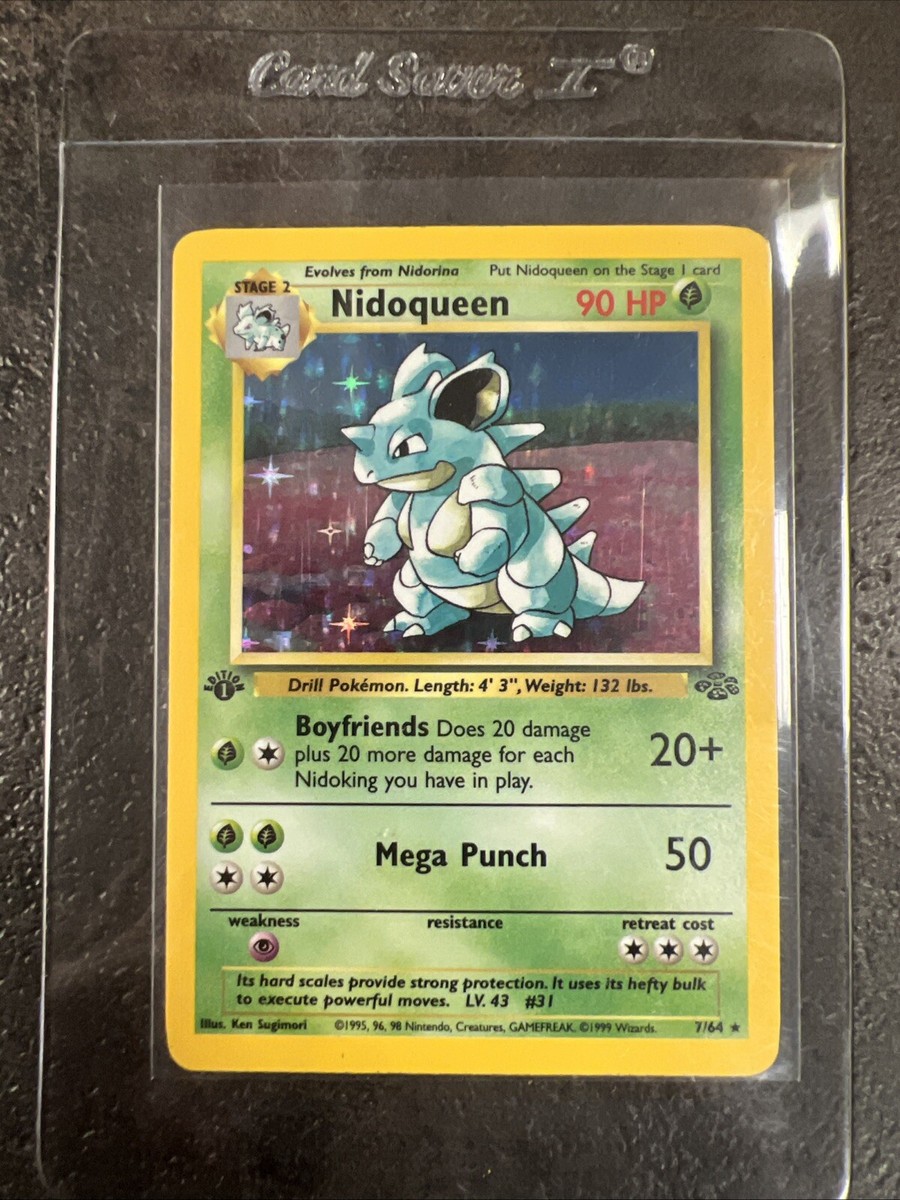 Card Saver II®
Evolves from Nidorina Put Nidoqueen on the Stage 1 card
STAGE 2
Nidoqueen 90 HP
EDITION
1
Drill Pokémon. Length: 4' 3", Weight: 132 lbs.
Boyfriends Does 20 damage
plus 20 more damage for each
Nidoking you have in play.
20+
Mega Punch 50
weakness resistance retreat cost
Its hard scales provide strong protection. It uses its hefty bulk
to execute powerful moves. LV. 43 #31
Illus. Ken Sugimori ©1995, 96, 98 Nintendo, Creatures, GAMEFREAK. ©1999 Wizards. 7/64 ★